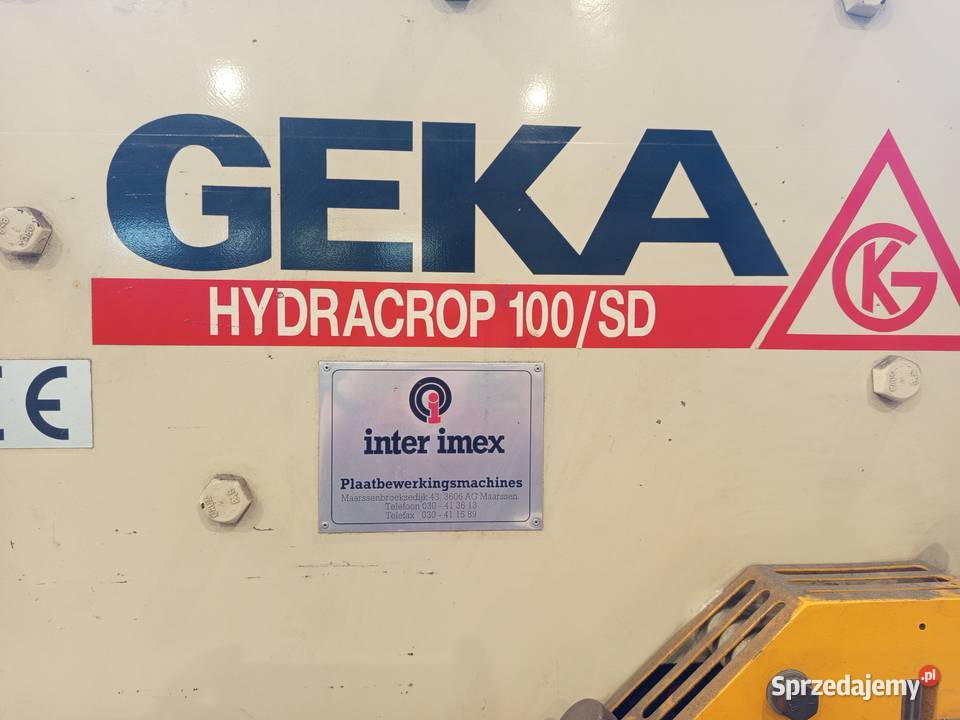 GEKA
HYDRACROP 100/SD
GK
CE
i
inter imex
Plaatbewerkingsmachines
Maarssenbroeksedijk 43, 3606 AG Maarssen
Telefoon 030 - 41 36 13
Telefax 030 - 41 15 89
Sprzedajemy.pl